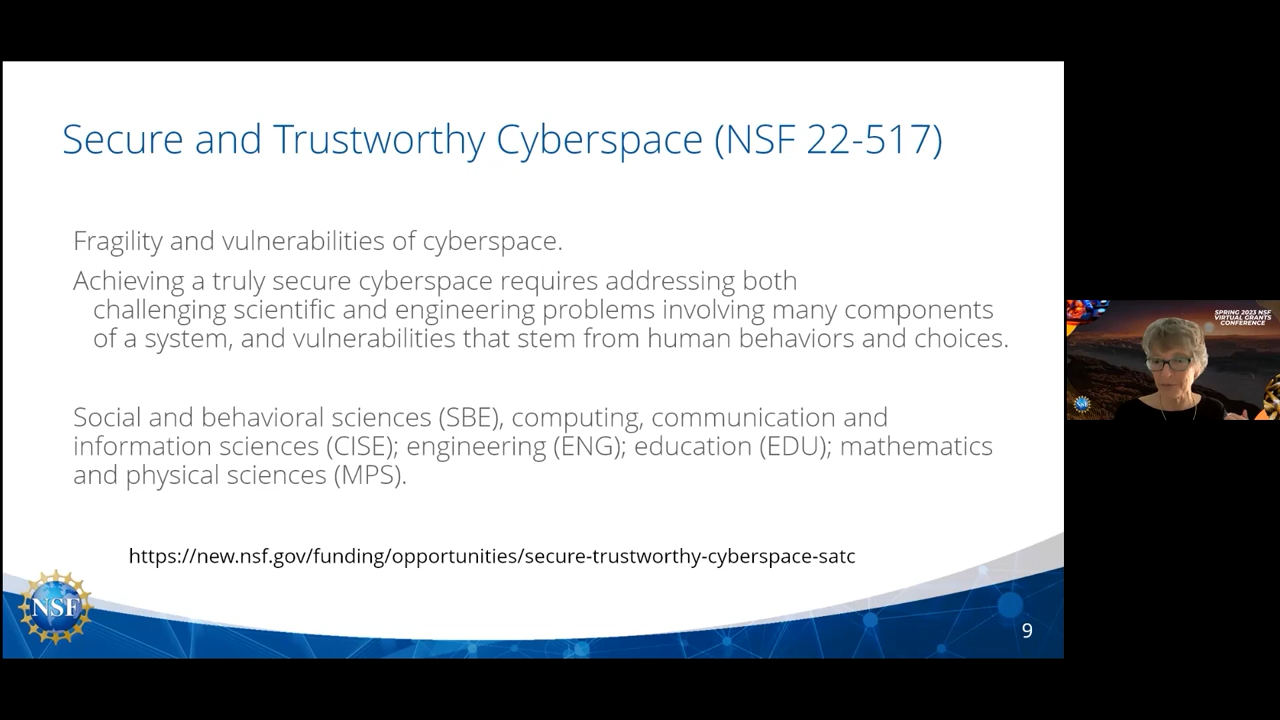 Secure and Trustworthy Cyberspace (NSF 22-517)
Fragility and vulnerabilities of cyberspace.
Achieving a truly secure cyberspace requires addressing both
challenging scientific and engineering problems involving many components
of a system, and vulnerabilities that stem from human behaviors and choices.
Social and behavioral sciences (SBE), computing, communication and
information sciences (CISE); engineering (ENG); education (EDU); mathematics
and physical sciences (MPS).
https://new.nsf.gov/funding/opportunities/secure-trustworthy-cyberspace-satc
NSF
9
SPRING 2023 NSF
VIRTUAL GRANTS
CONFERENCE
NSF